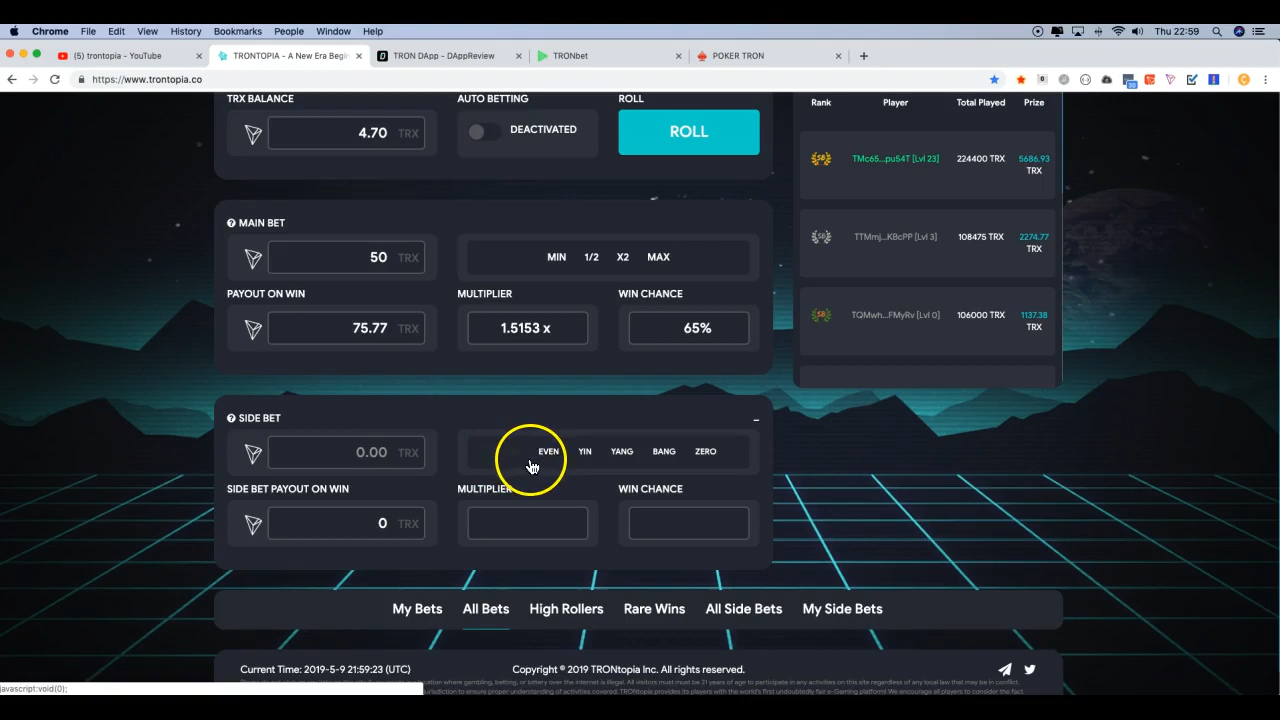 Chrome File Edit View History Bookmarks People Window Help Thu 22:59
(5) trontopia - YouTube TRONTOPIA - A New Era Begin TRON DApp - DAppReview TRONbet POKER TRON
https://www.trontopia.co
TRX BALANCE AUTO BETTING ROLL
4.70 TRX DEACTIVATED ROLL
MAIN BET
50 TRX MIN 1/2 X2 MAX
PAYOUT ON WIN MULTIPLIER WIN CHANCE
75.77 TRX 1.5153 x 65%
SIDE BET
0.00 TRX EVEN YIN YANG BANG ZERO
SIDE BET PAYOUT ON WIN MULTIPLIER WIN CHANCE
0 TRX
Rank Player Total Played Prize
TMc65...pu54T [Lvl 23] 224400 TRX 5686.93 TRX
TTMmj...KBcPP [Lvl 3] 108475 TRX 2274.77 TRX
TQMwh...FMyRv [Lvl 0] 106000 TRX 1137.38 TRX
My Bets All Bets High Rollers Rare Wins All Side Bets My Side Bets
Current Time: 2019-5-9 21:59:23 (UTC) Copyright © 2019 TRONtopia Inc. All rights reserved.
javascript:void(0);